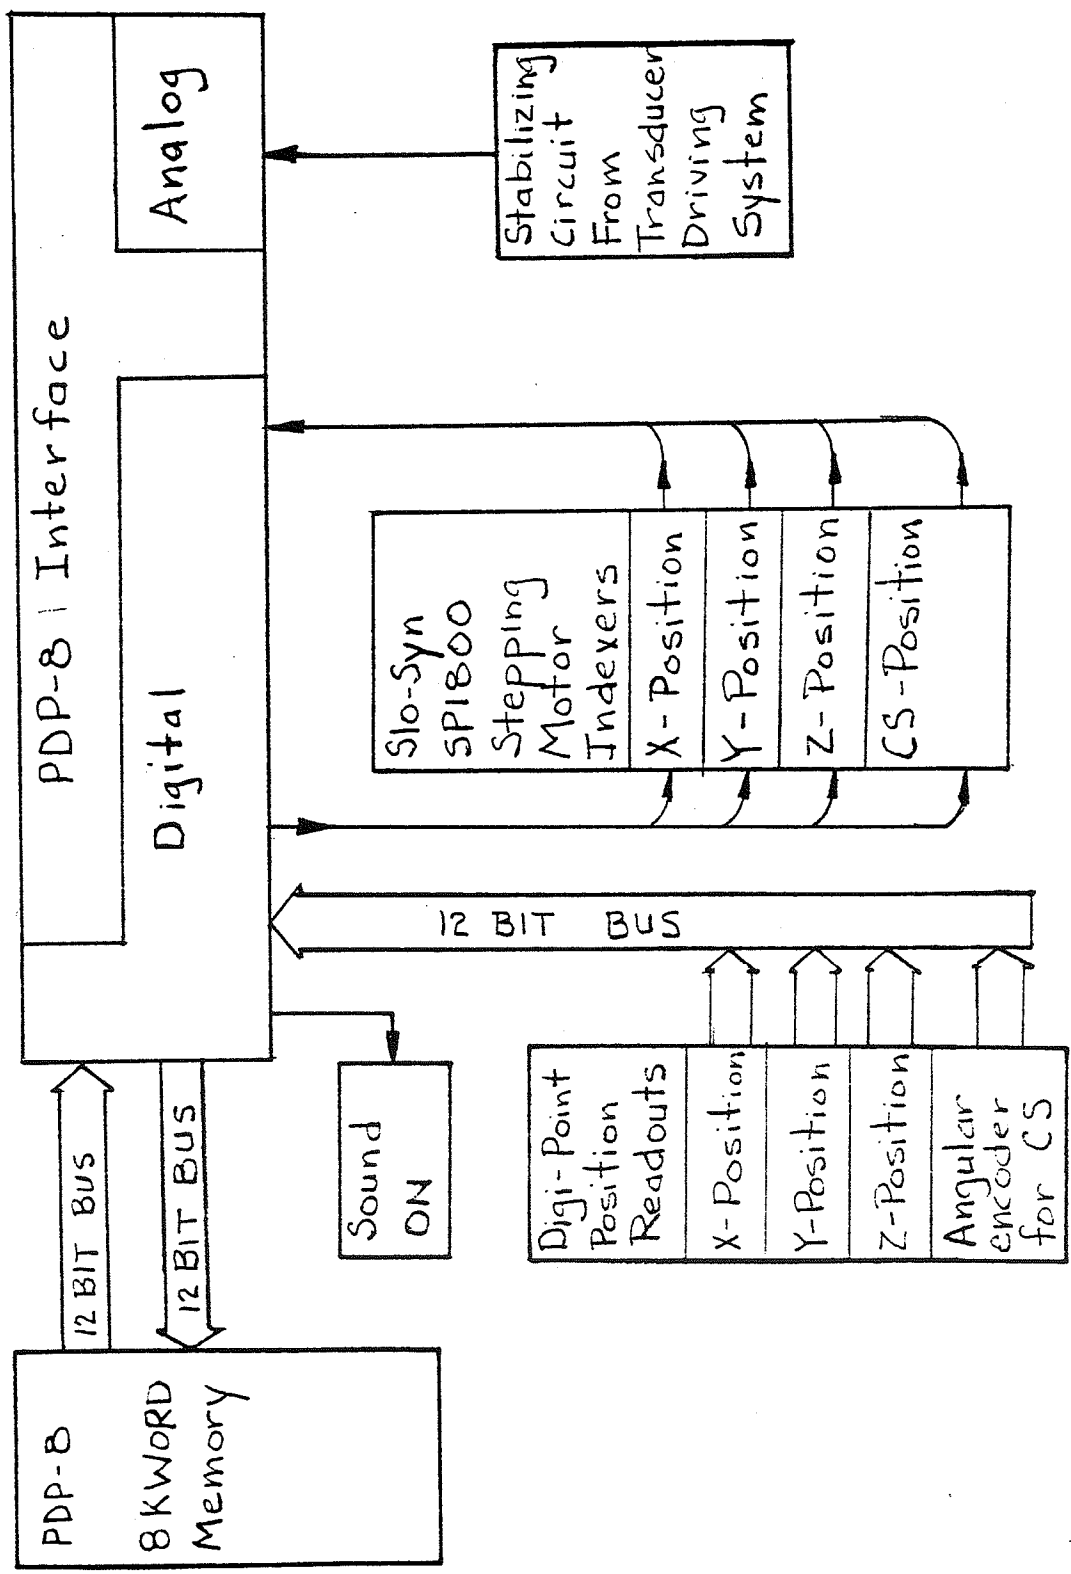 PDP-8
8 KWORD
Memory
12 BIT BUS
12 BIT BUS
PDP-8 Interface
Digital
Analog
Sound
ON
12 BIT BUS
Digi-Point
Position
Readouts
X-Position
Y-Position
Z-Position
Angular
encoder
for CS
Slo-Syn
SP1800
Stepping
Motor
Indexers
X-Position
Y-Position
Z-Position
CS-Position
Stabilizing
Circuit
From
Transducer
Driving
System